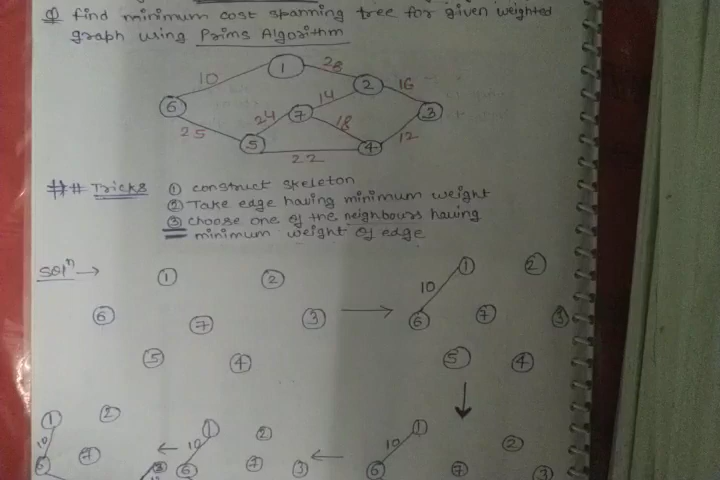 Q find minimum cost spanning tree for given weighted
graph using Prims Algorithm
1
28
10
2
16
14
6
7
3
24
18
25
12
5
4
22
## Tricks ① construct skeleton
② Take edge having minimum weight
③ choose one of the neighbours having
minimum weight of edge
Solⁿ →
1 2
6 7 3
5 4
1 2
10
6 7 3
5 4
1 2
10
6 7 3
1 2
10
6 7 3
1 2
10
6 7 3